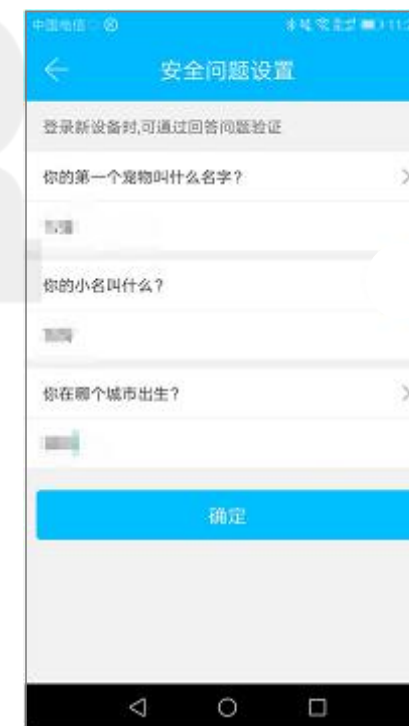 中国电信
安全问题设置
登录新设备时,可通过回答问题验证
你的第一个宠物叫什么名字?
你的小名叫什么?
你在哪个城市出生?
确定